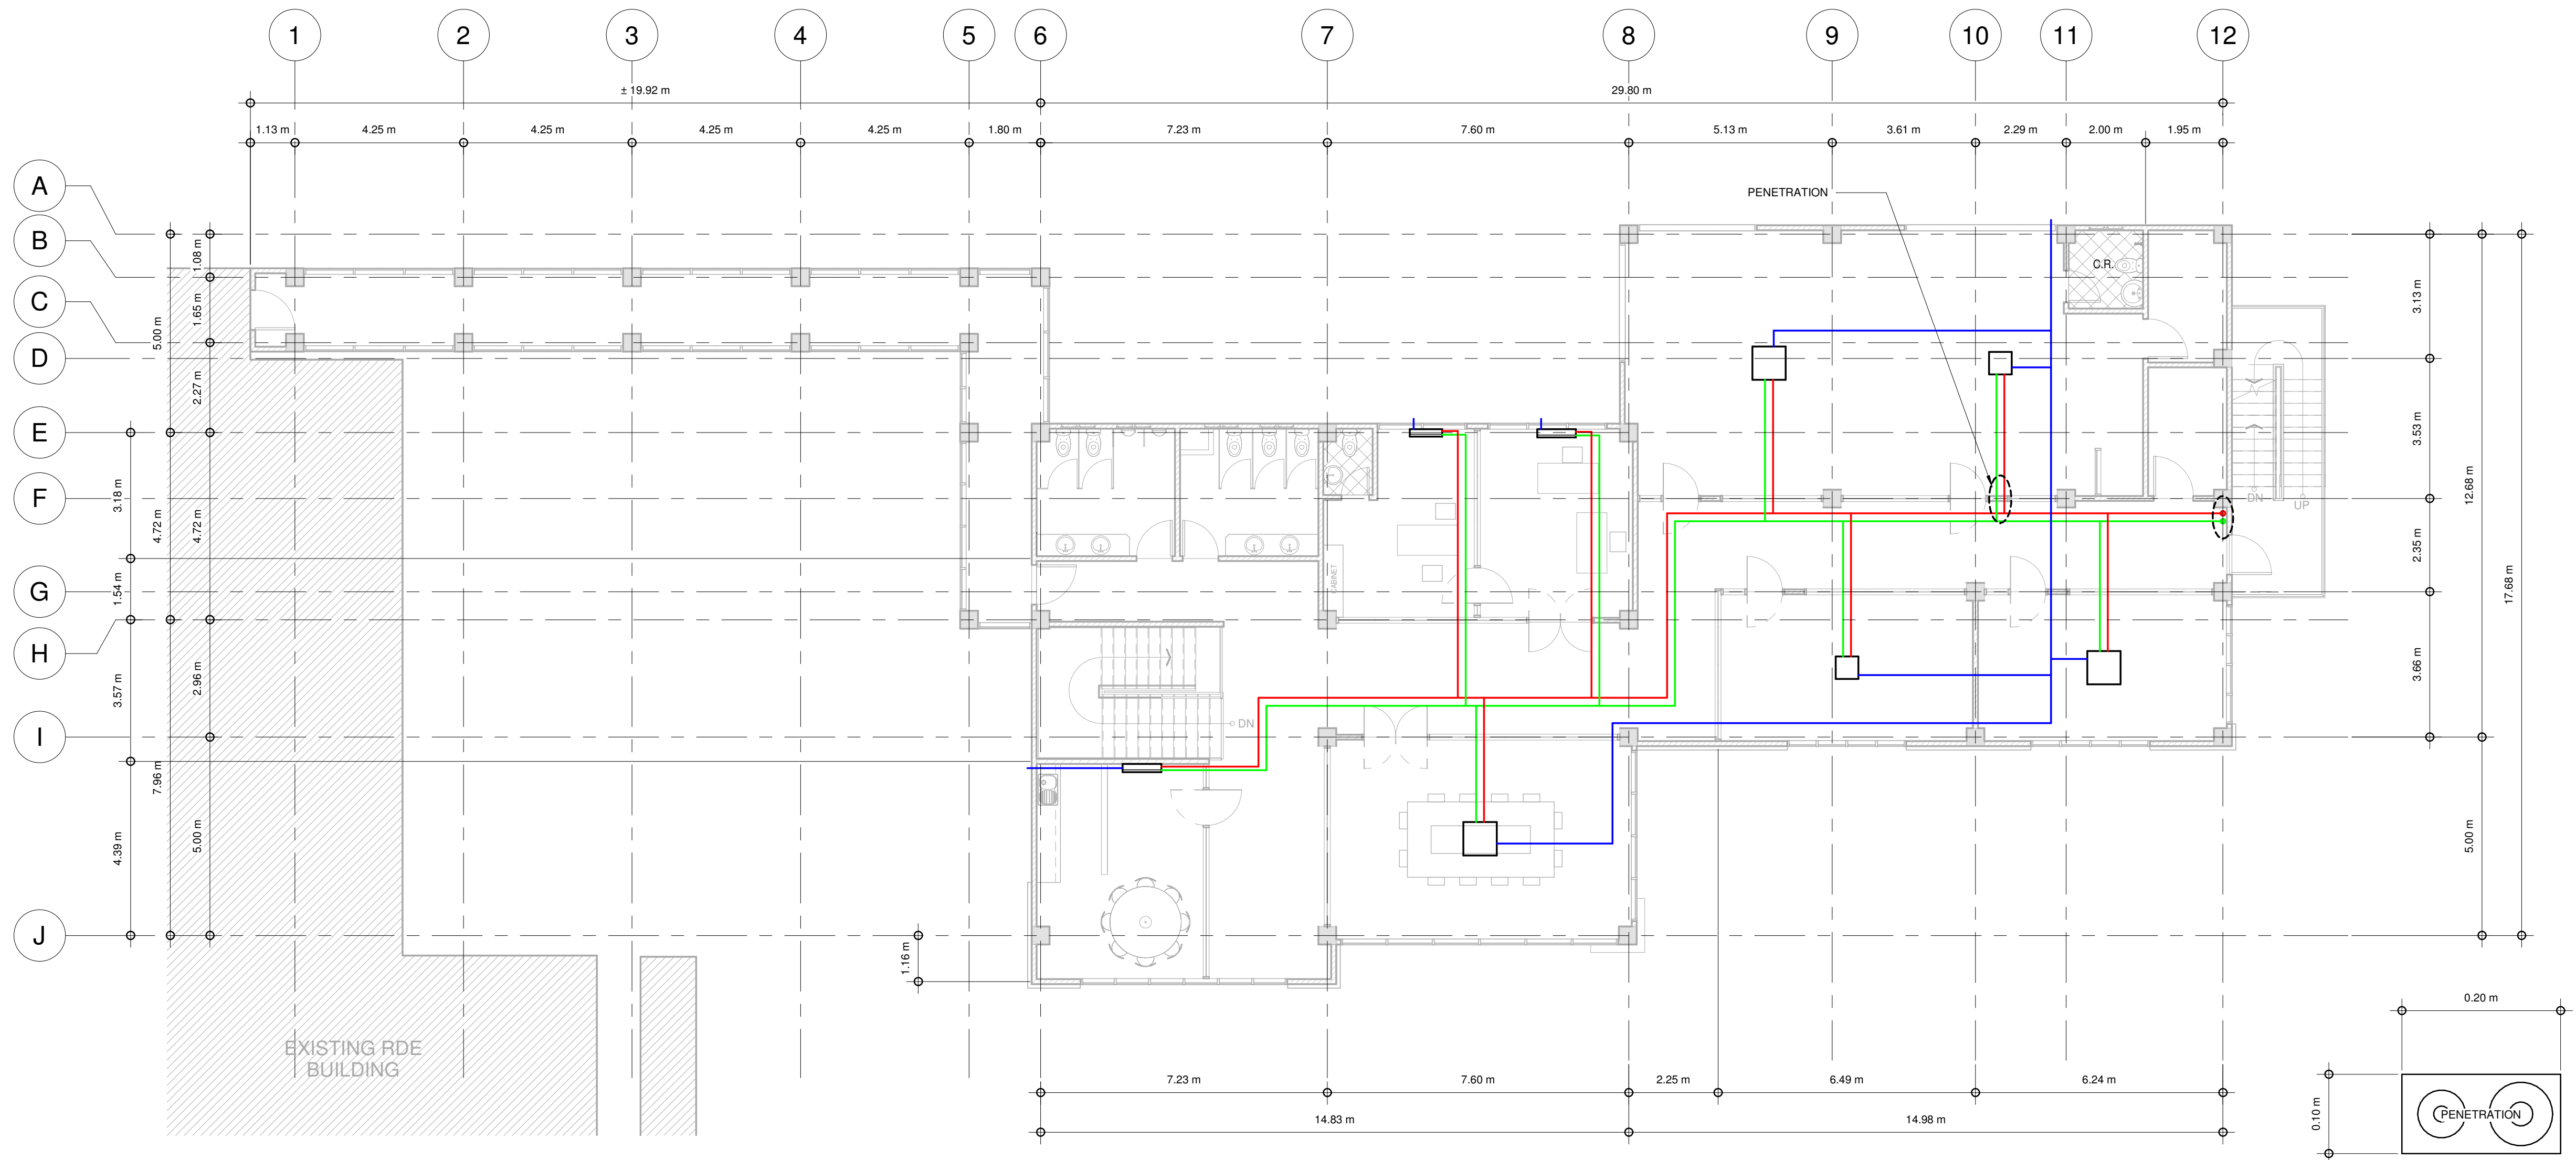 1 2 3 4 5 6 7 8 9 10 11 12
± 19.92 m 29.80 m
1.13 m 4.25 m 4.25 m 4.25 m 4.25 m 1.80 m 7.23 m 7.60 m 5.13 m 3.61 m 2.29 m 2.00 m 1.95 m
A
PENETRATION
B
C
D
E
F
G
H
I
J
1.08 m
1.65 m
5.00 m
2.27 m
3.18 m
4.72 m
4.72 m
1.54 m
3.57 m
2.96 m
7.96 m
4.39 m
5.00 m
1.16 m
C.R.
CABINET
DN
DN
UP
3.13 m
3.53 m
12.68 m
2.35 m
17.68 m
3.66 m
5.00 m
EXISTING RDE
BUILDING
7.23 m 7.60 m 2.25 m 6.49 m 6.24 m
14.83 m 14.98 m
0.20 m
0.10 m
PENETRATION